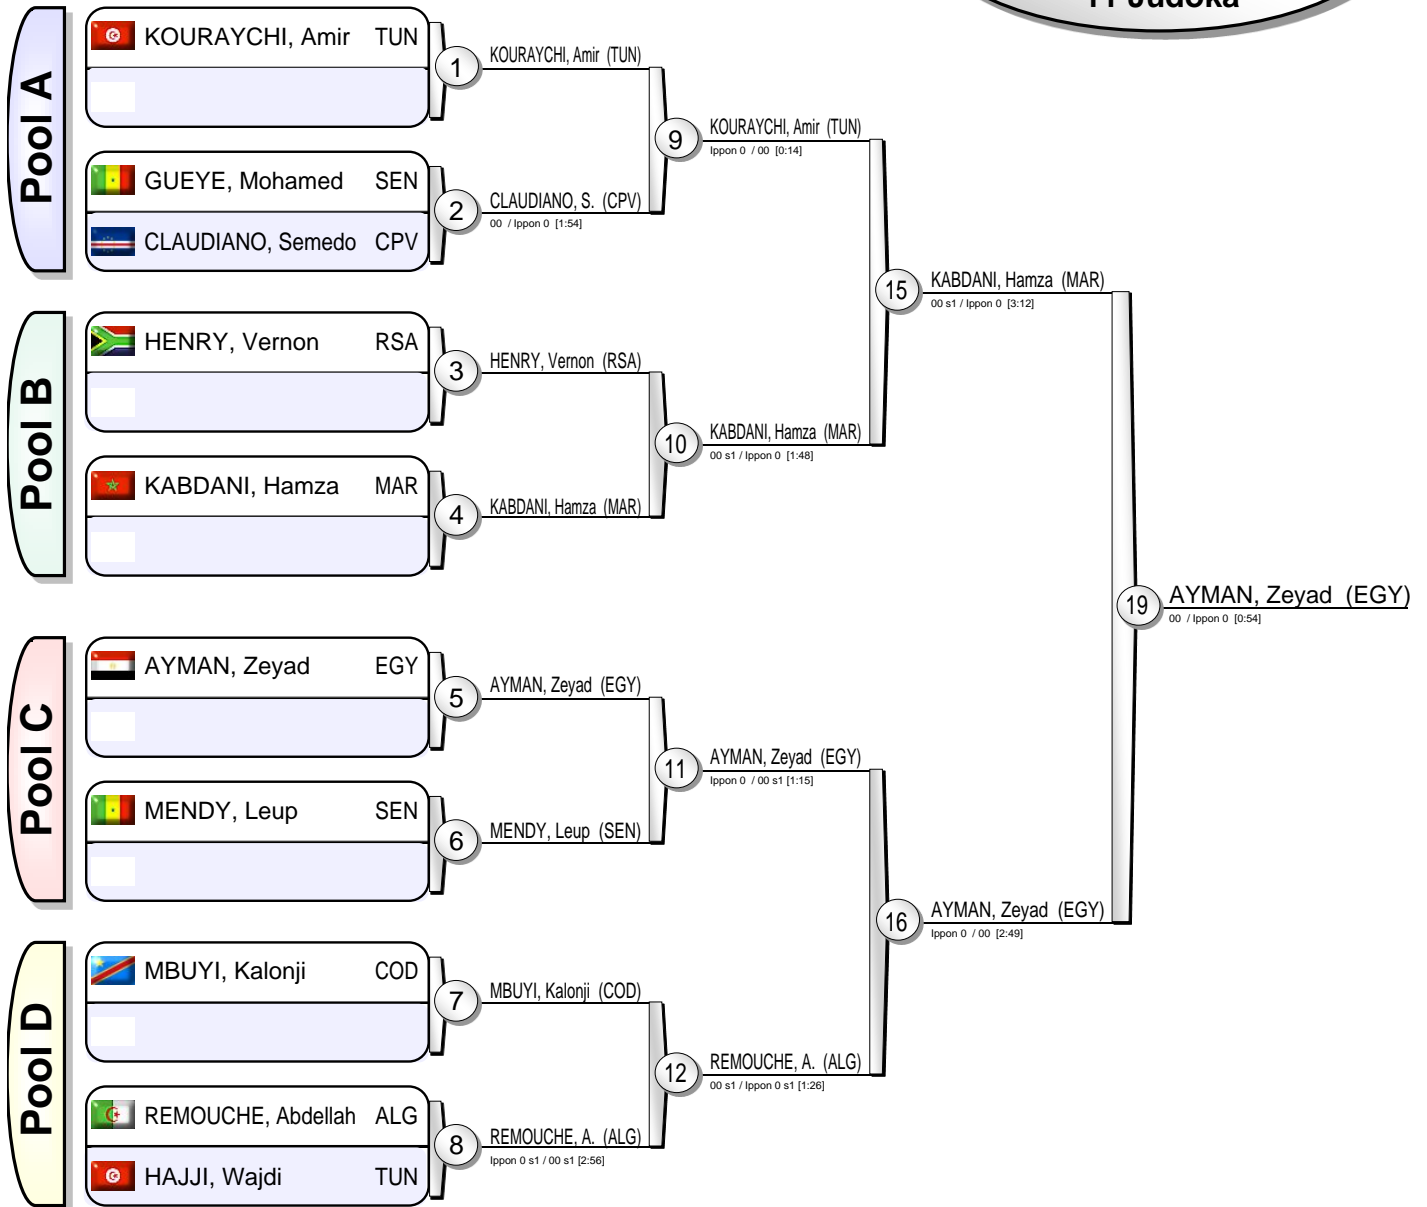 11 Judoka
Pool A
KOURAYCHI, Amir TUN
GUEYE, Mohamed SEN
CLAUDIANO, Semedo CPV
Pool B
HENRY, Vernon RSA
KABDANI, Hamza MAR
Pool C
AYMAN, Zeyad EGY
MENDY, Leup SEN
Pool D
MBUYI, Kalonji COD
REMOUCHE, Abdellah ALG
HAJJI, Wajdi TUN
1
KOURAYCHI, Amir (TUN)
2
CLAUDIANO, S. (CPV)
00 / Ippon 0 [1:54]
3
HENRY, Vernon (RSA)
4
KABDANI, Hamza (MAR)
5
AYMAN, Zeyad (EGY)
6
MENDY, Leup (SEN)
7
MBUYI, Kalonji (COD)
8
REMOUCHE, A. (ALG)
Ippon 0 s1 / 00 s1 [2:56]
9
KOURAYCHI, Amir (TUN)
Ippon 0 / 00 [0:14]
10
KABDANI, Hamza (MAR)
00 s1 / Ippon 0 [1:48]
11
AYMAN, Zeyad (EGY)
Ippon 0 / 00 s1 [1:15]
12
REMOUCHE, A. (ALG)
00 s1 / Ippon 0 s1 [1:26]
15
KABDANI, Hamza (MAR)
00 s1 / Ippon 0 [3:12]
16
AYMAN, Zeyad (EGY)
Ippon 0 / 00 [2:49]
19
AYMAN, Zeyad (EGY)
00 / Ippon 0 [0:54]